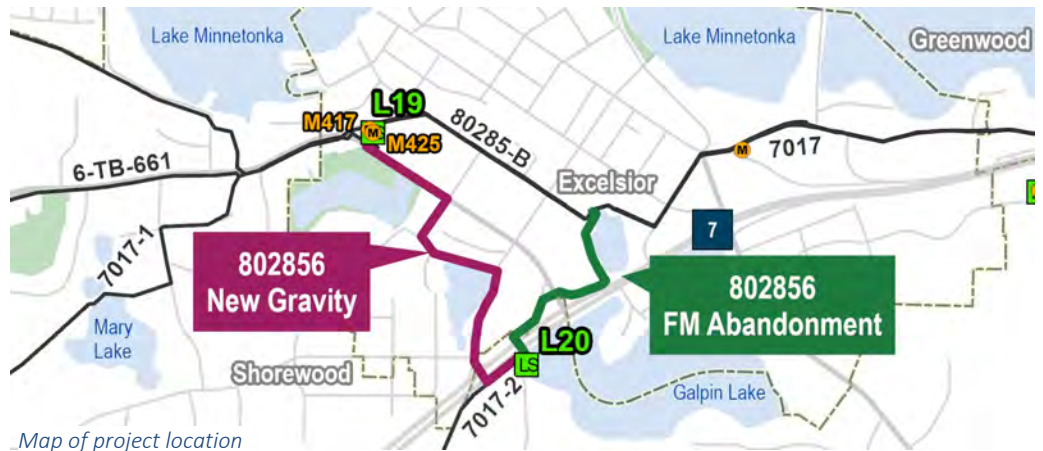 Lake Minnetonka
Lake Minnetonka
Greenwood
L19
M417
M425
80285-B
7017
6-TB-661
Excelsior
7
7017-1
802856
New Gravity
802856
FM Abandonment
Mary
Lake
L20
LS
Shorewood
7017-2
Galpin Lake
M
M
Map of project location